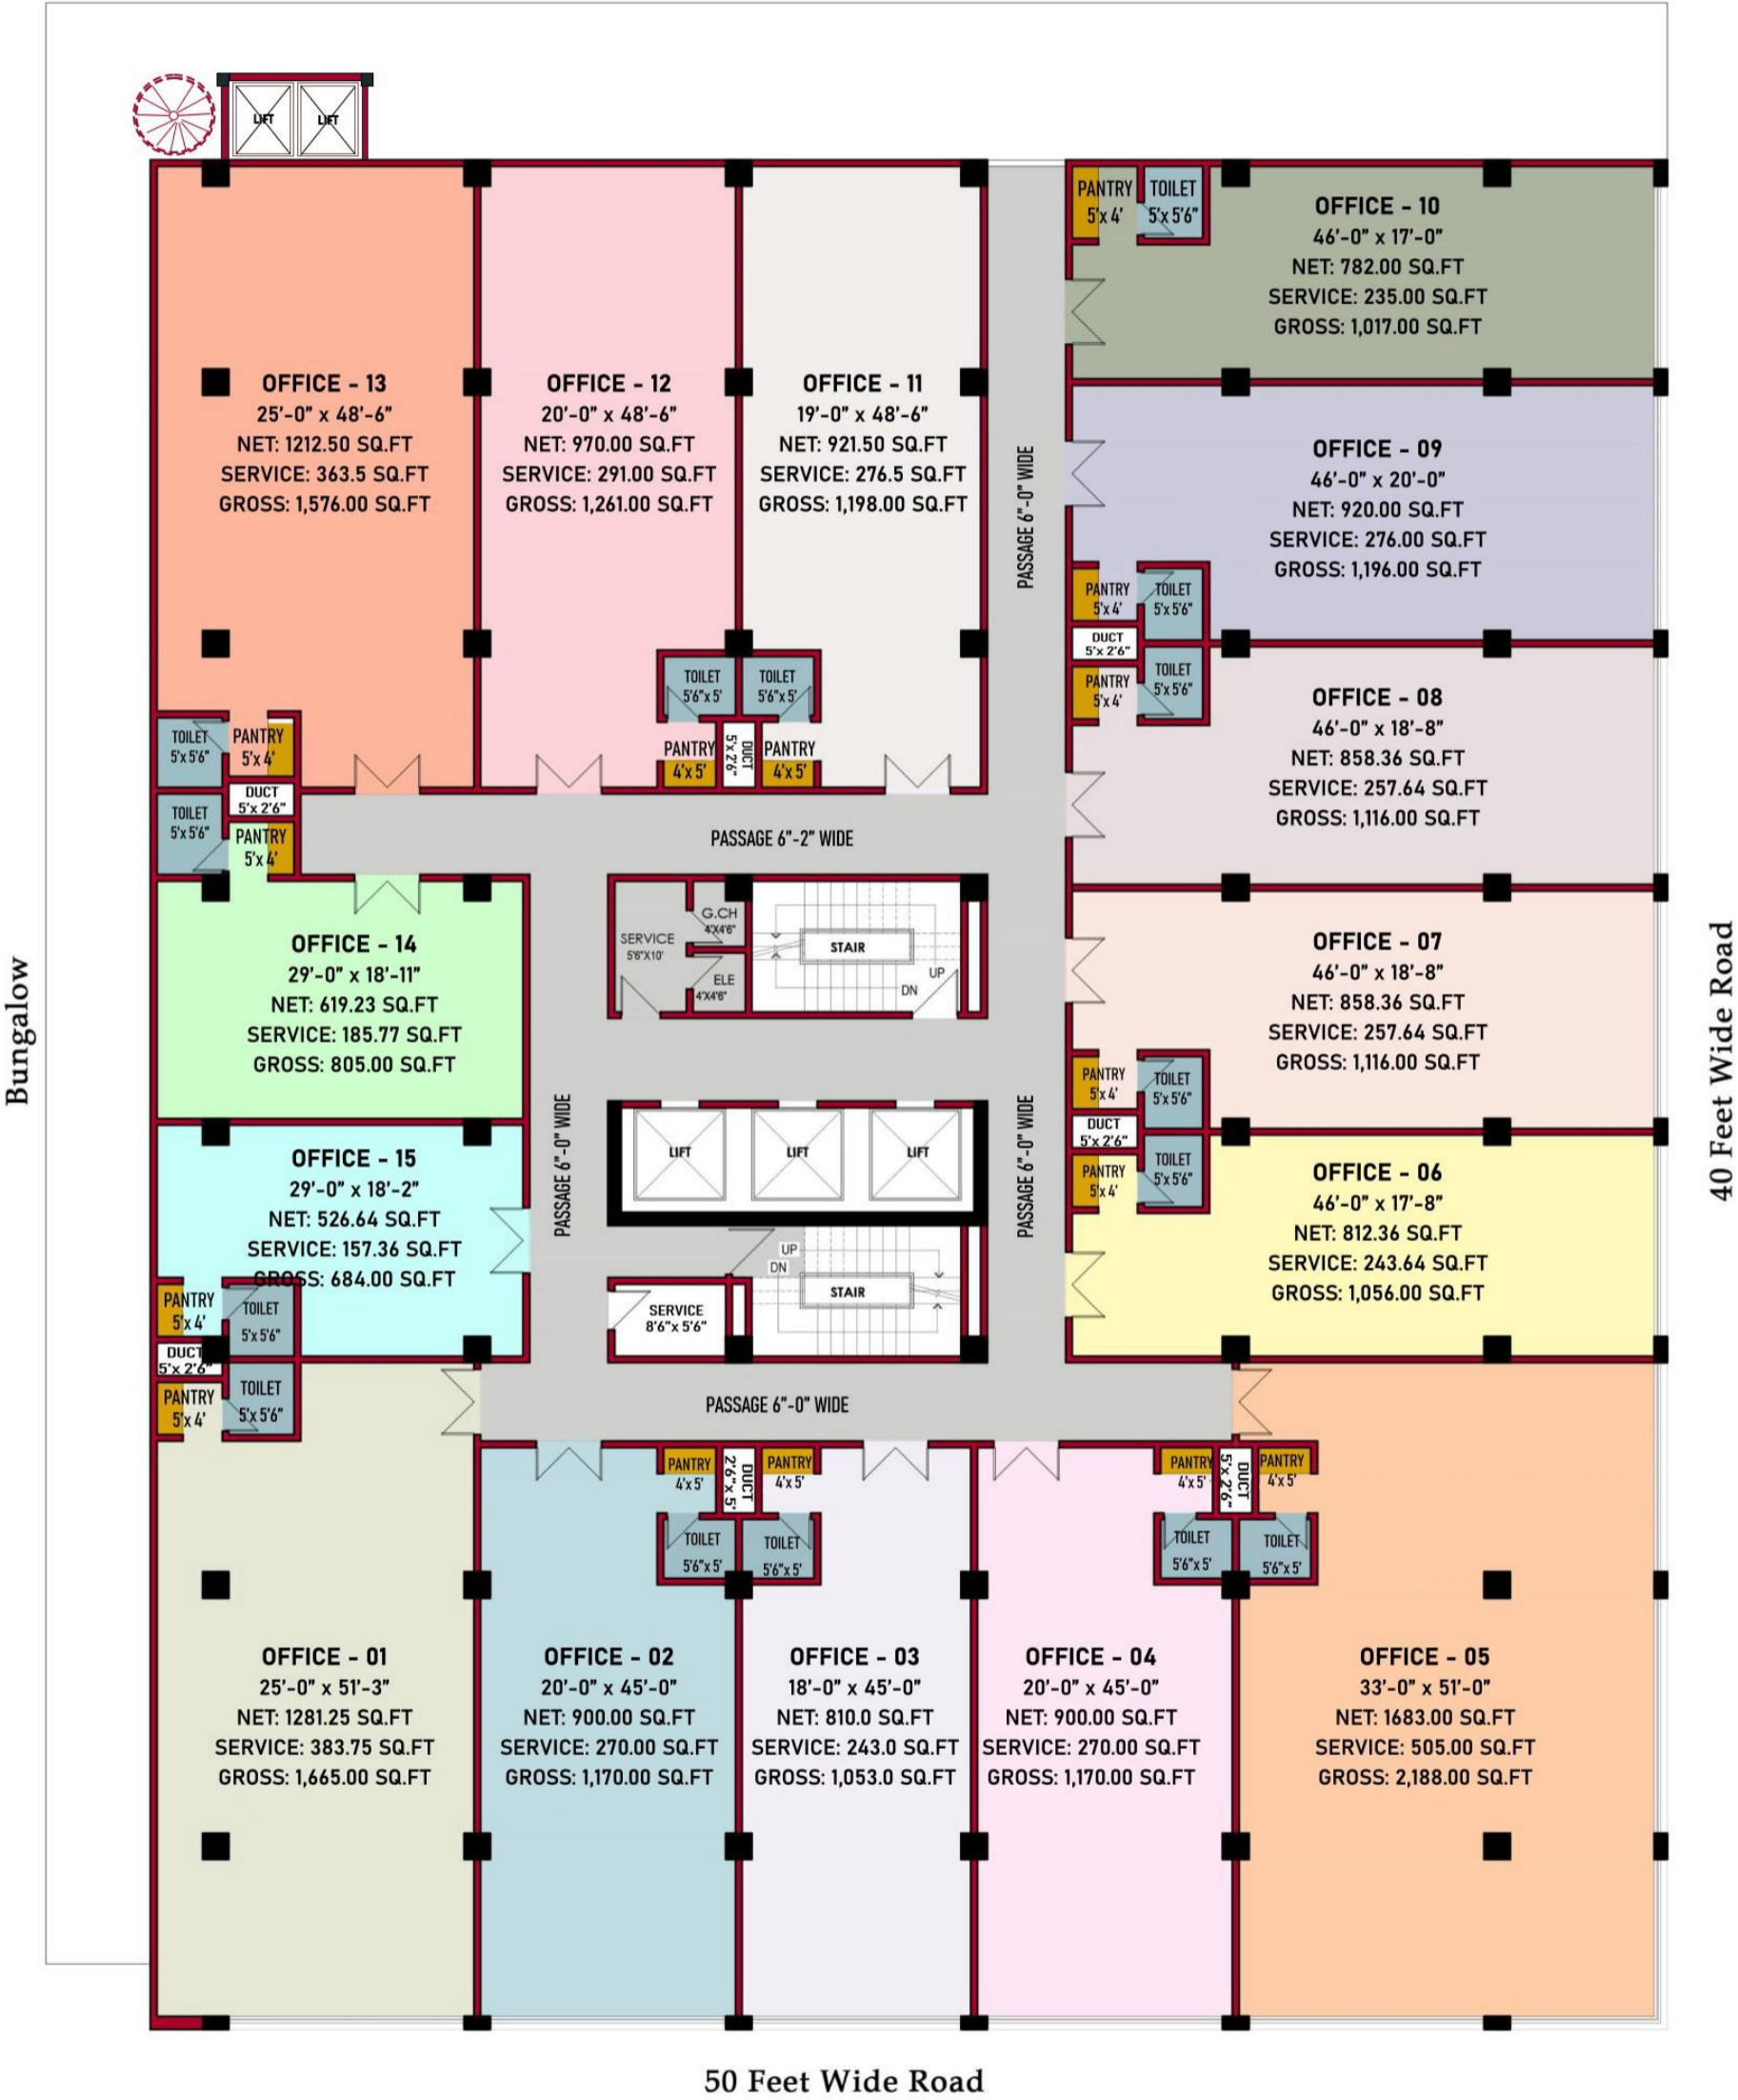 LIFT
LIFT
PANTRY
5'x 4'
TOILET
5'x 5'6"
OFFICE - 10
46'-0" x 17'-0"
NET: 782.00 SQ.FT
SERVICE: 235.00 SQ.FT
GROSS: 1,017.00 SQ.FT
OFFICE - 13
25'-0" x 48'-6"
NET: 1212.50 SQ.FT
SERVICE: 363.5 SQ.FT
GROSS: 1,576.00 SQ.FT
OFFICE - 12
20'-0" x 48'-6"
NET: 970.00 SQ.FT
SERVICE: 291.00 SQ.FT
GROSS: 1,261.00 SQ.FT
OFFICE - 11
19'-0" x 48'-6"
NET: 921.50 SQ.FT
SERVICE: 276.5 SQ.FT
GROSS: 1,198.00 SQ.FT
PASSAGE 6"-0" WIDE
OFFICE - 09
46'-0" x 20'-0"
NET: 920.00 SQ.FT
SERVICE: 276.00 SQ.FT
GROSS: 1,196.00 SQ.FT
PANTRY
5'x 4'
TOILET
5'x 5'6"
DUCT
5'x 2'6"
PANTRY
5'x 4'
TOILET
5'x 5'6"
OFFICE - 08
46'-0" x 18'-8"
NET: 858.36 SQ.FT
SERVICE: 257.64 SQ.FT
GROSS: 1,116.00 SQ.FT
TOILET
5'6"x 5'
TOILET
5'6"x 5'
PANTRY
4'x 5'
DUCT
5'x 2'6"
PANTRY
4'x 5'
TOILET
5'x 5'6"
PANTRY
5'x 4'
DUCT
5'x 2'6"
TOILET
5'x 5'6"
PANTRY
5'x 4'
PASSAGE 6"-2" WIDE
OFFICE - 14
29'-0" x 18'-11"
NET: 619.23 SQ.FT
SERVICE: 185.77 SQ.FT
GROSS: 805.00 SQ.FT
SERVICE
5'6"X10'
G.CH
4'X4'6"
ELE
4'X4'6"
STAIR
UP
DN
OFFICE - 07
46'-0" x 18'-8"
NET: 858.36 SQ.FT
SERVICE: 257.64 SQ.FT
GROSS: 1,116.00 SQ.FT
Bungalow
40 Feet Wide Road
PANTRY
5'x 4'
TOILET
5'x 5'6"
DUCT
5'x 2'6"
PANTRY
5'x 4'
TOILET
5'x 5'6"
PASSAGE 6"-0" WIDE
LIFT
LIFT
LIFT
PASSAGE 6"-0" WIDE
OFFICE - 15
29'-0" x 18'-2"
NET: 526.64 SQ.FT
SERVICE: 157.36 SQ.FT
GROSS: 684.00 SQ.FT
OFFICE - 06
46'-0" x 17'-8"
NET: 812.36 SQ.FT
SERVICE: 243.64 SQ.FT
GROSS: 1,056.00 SQ.FT
UP
DN
STAIR
SERVICE
8'6"x 5'6"
PANTRY
5'x 4'
TOILET
5'x 5'6"
DUCT
5'x 2'6"
PANTRY
5'x 4'
TOILET
5'x 5'6"
PASSAGE 6"-0" WIDE
PANTRY
4'x 5'
DUCT
2'6"x 5'
PANTRY
4'x 5'
TOILET
5'6"x 5'
TOILET
5'6"x 5'
PANTRY
4'x 5'
DUCT
5'x 2'6"
PANTRY
4'x 5'
TOILET
5'6"x 5'
TOILET
5'6"x 5'
OFFICE - 01
25'-0" x 51'-3"
NET: 1281.25 SQ.FT
SERVICE: 383.75 SQ.FT
GROSS: 1,665.00 SQ.FT
OFFICE - 02
20'-0" x 45'-0"
NET: 900.00 SQ.FT
SERVICE: 270.00 SQ.FT
GROSS: 1,170.00 SQ.FT
OFFICE - 03
18'-0" x 45'-0"
NET: 810.0 SQ.FT
SERVICE: 243.0 SQ.FT
GROSS: 1,053.0 SQ.FT
OFFICE - 04
20'-0" x 45'-0"
NET: 900.00 SQ.FT
SERVICE: 270.00 SQ.FT
GROSS: 1,170.00 SQ.FT
OFFICE - 05
33'-0" x 51'-0"
NET: 1683.00 SQ.FT
SERVICE: 505.00 SQ.FT
GROSS: 2,188.00 SQ.FT
50 Feet Wide Road